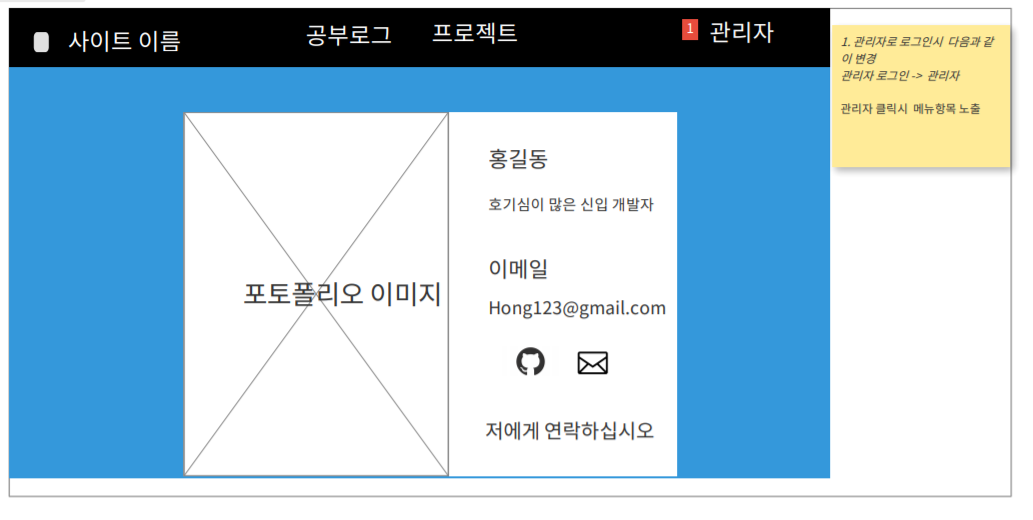 사이트 이름
공부로그
프로젝트
1
관리자
1. 관리자로 로그인시 다음과 같
이 변경
관리자 로그인 -> 관리자
관리자 클릭시 메뉴항목 노출
포토폴리오 이미지
홍길동
호기심이 많은 신입 개발자
이메일
Hong123@gmail.com
저에게 연락하십시오